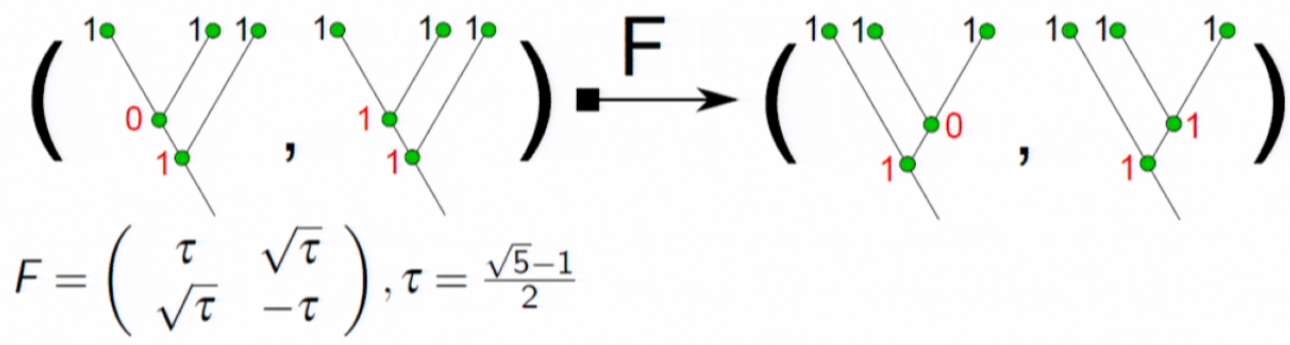 ( 1 1 1 0 1 , 1 1 1 1 1 ) F ( 1 1 1 0 1 , 1 1 1 1 1 )
F = ( τ √τ
√τ −τ ) , τ = √5−1 / 2